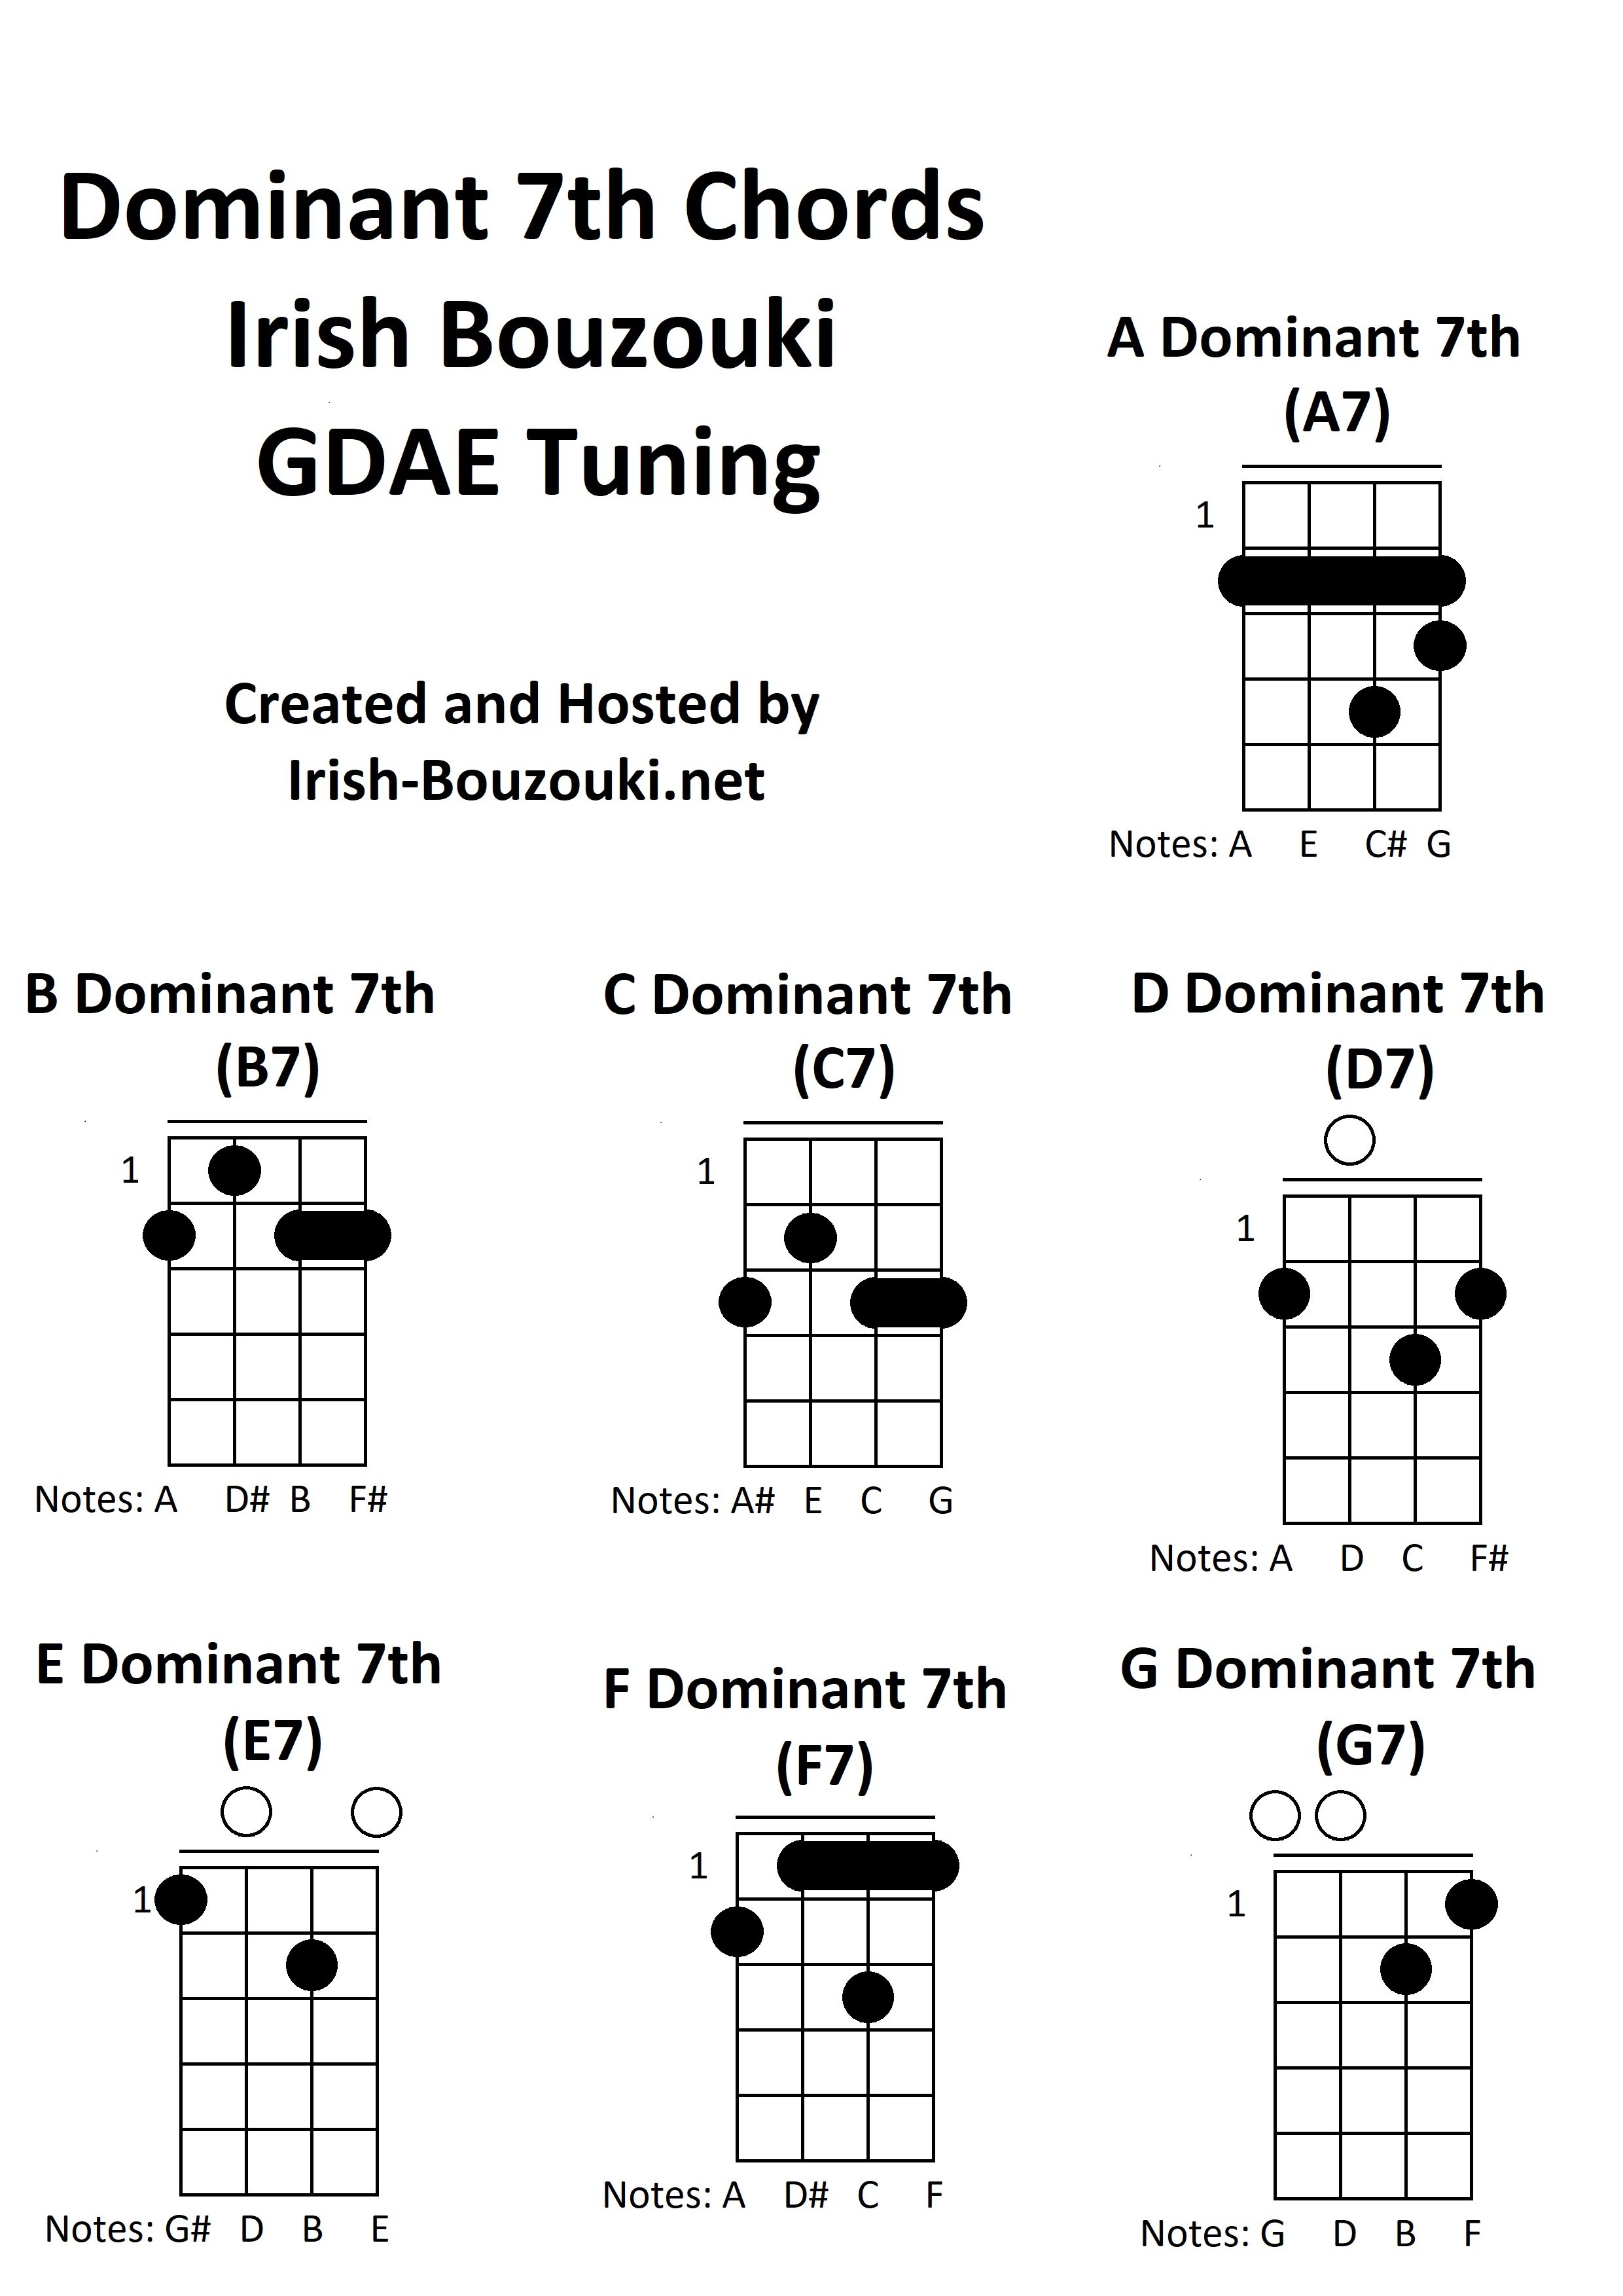 Dominant 7th Chords
Irish Bouzouki
GDAE Tuning
Created and Hosted by
Irish-Bouzouki.net
A Dominant 7th
(A7)
1
Notes: A E C# G
B Dominant 7th
(B7)
1
Notes: A D# B F#
C Dominant 7th
(C7)
1
Notes: A# E C G
D Dominant 7th
(D7)
1
Notes: A D C F#
E Dominant 7th
(E7)
1
Notes: G# D B E
F Dominant 7th
(F7)
1
Notes: A D# C F
G Dominant 7th
(G7)
1
Notes: G D B F